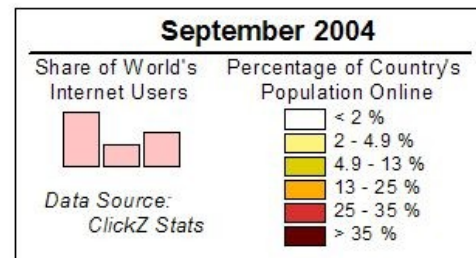 September 2004
Share of World's
Internet Users
Data Source:
ClickZ Stats
Percentage of Country's
Population Online
< 2 %
2 - 4.9 %
4.9 - 13 %
13 - 25 %
25 - 35 %
> 35 %